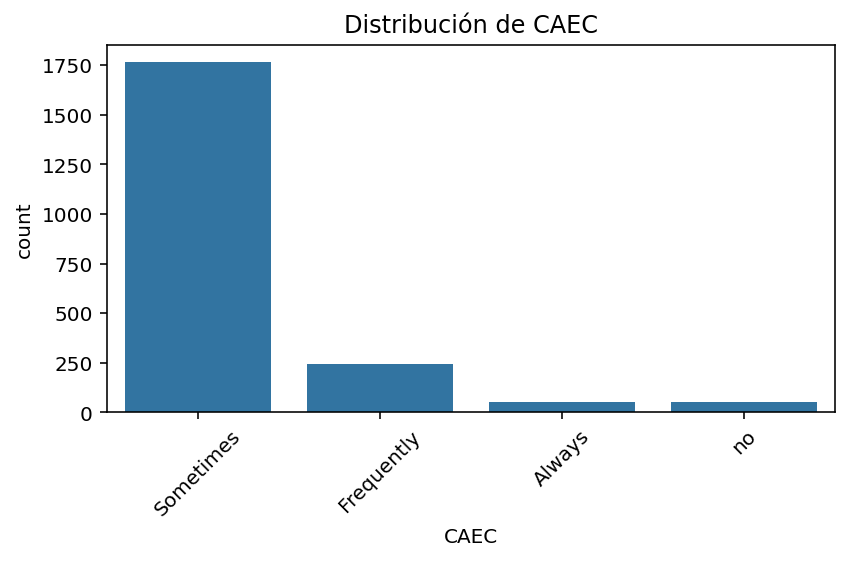 Distribución de CAEC
count
1750
1500
1250
1000
750
500
250
0
Sometimes
Frequently
Always
no
CAEC